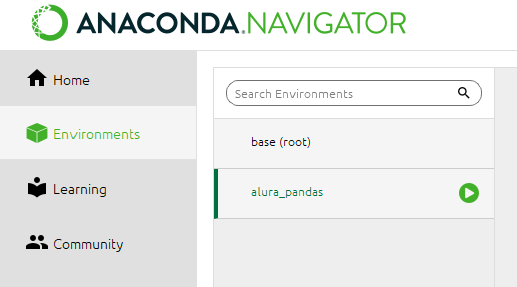 ANACONDA.NAVIGATOR
Home
Environments
Learning
Community
Search Environments
base (root)
alura_pandas